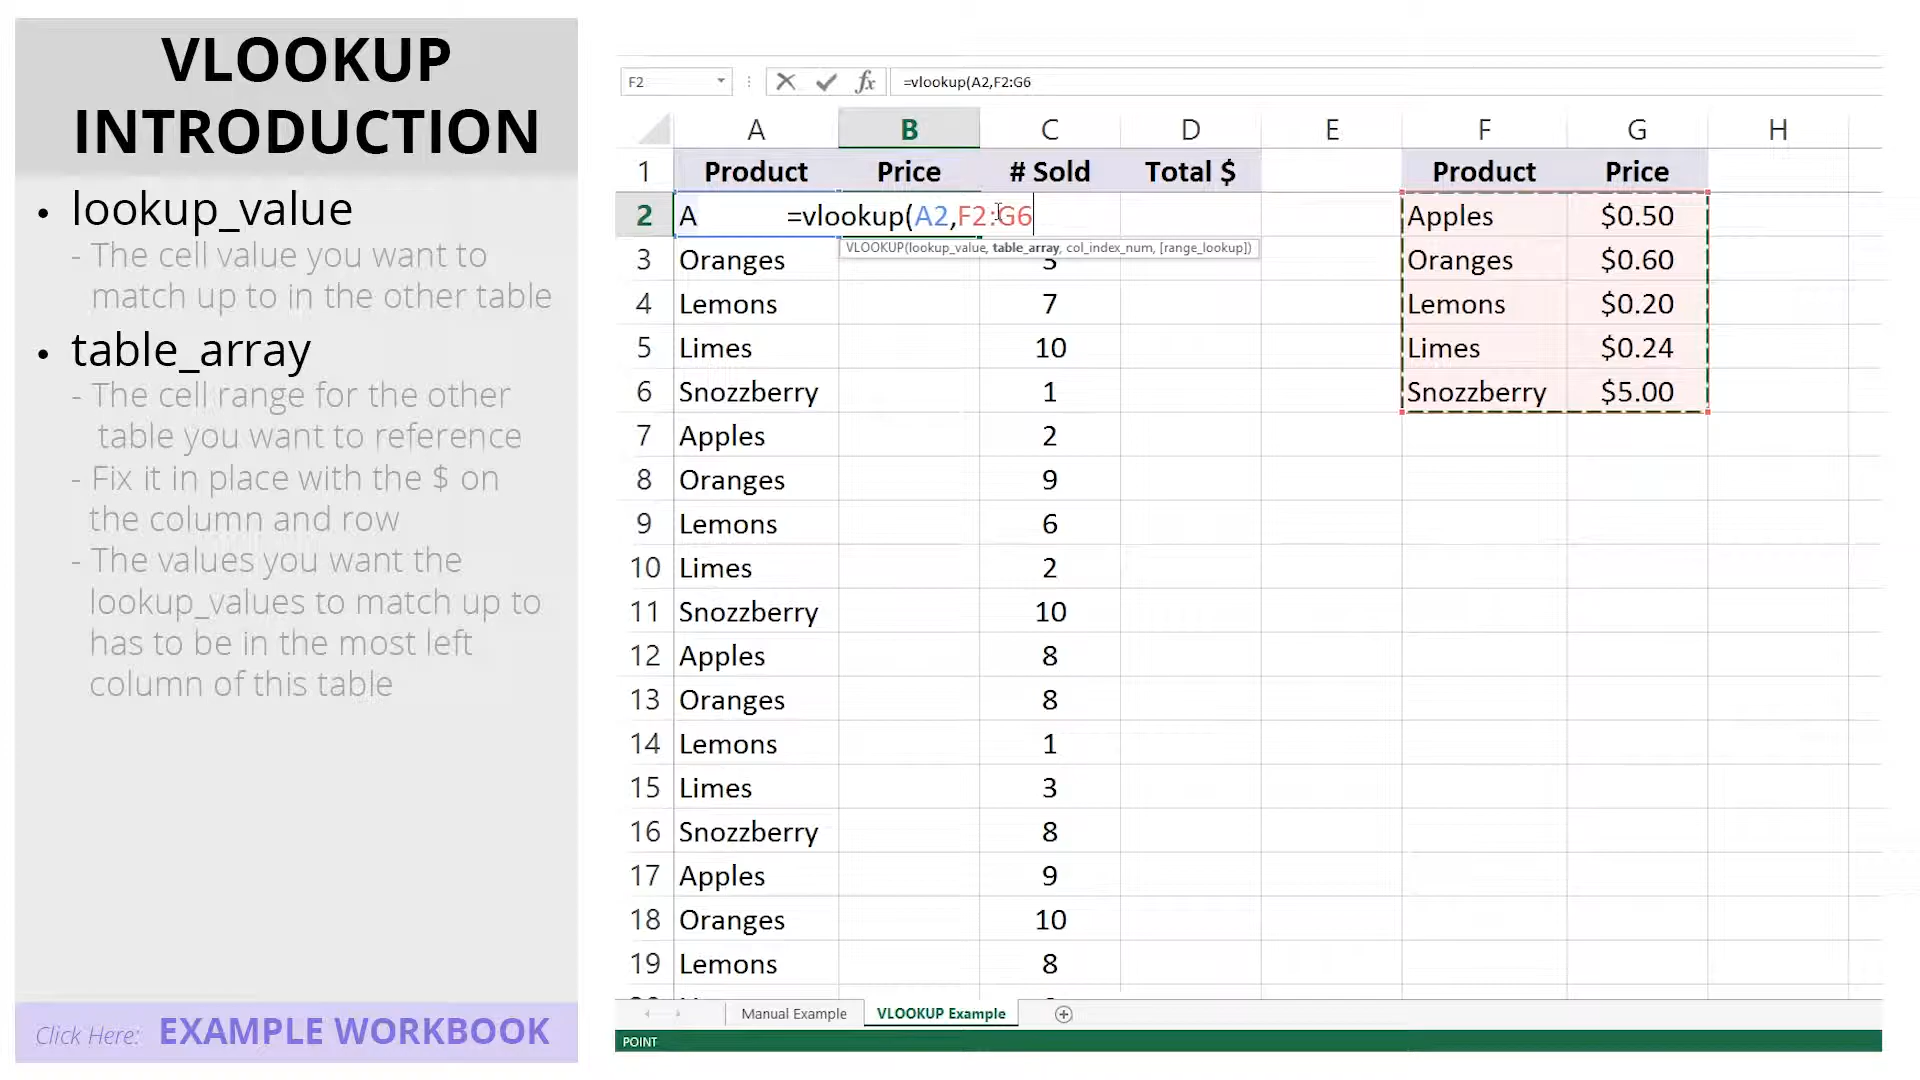 VLOOKUP
INTRODUCTION
• lookup_value
- The cell value you want to
match up to in the other table
• table_array
- The cell range for the other
table you want to reference
- Fix it in place with the $ on
the column and row
- The values you want the
lookup_values to match up to
has to be in the most left
column of this table
Click Here: EXAMPLE WORKBOOK
F2 fx =vlookup(A2,F2:G6
A B C D E F G H
1 Product Price # Sold Total $ Product Price
2 A =vlookup(A2,F2:G6 Apples $0.50
VLOOKUP(lookup_value, table_array, col_index_num, [range_lookup])
3 Oranges Oranges $0.60
4 Lemons 7 Lemons $0.20
5 Limes 10 Limes $0.24
6 Snozzberry 1 Snozzberry $5.00
7 Apples 2
8 Oranges 9
9 Lemons 6
10 Limes 2
11 Snozzberry 10
12 Apples 8
13 Oranges 8
14 Lemons 1
15 Limes 3
16 Snozzberry 8
17 Apples 9
18 Oranges 10
19 Lemons 8
Manual Example VLOOKUP Example
POINT